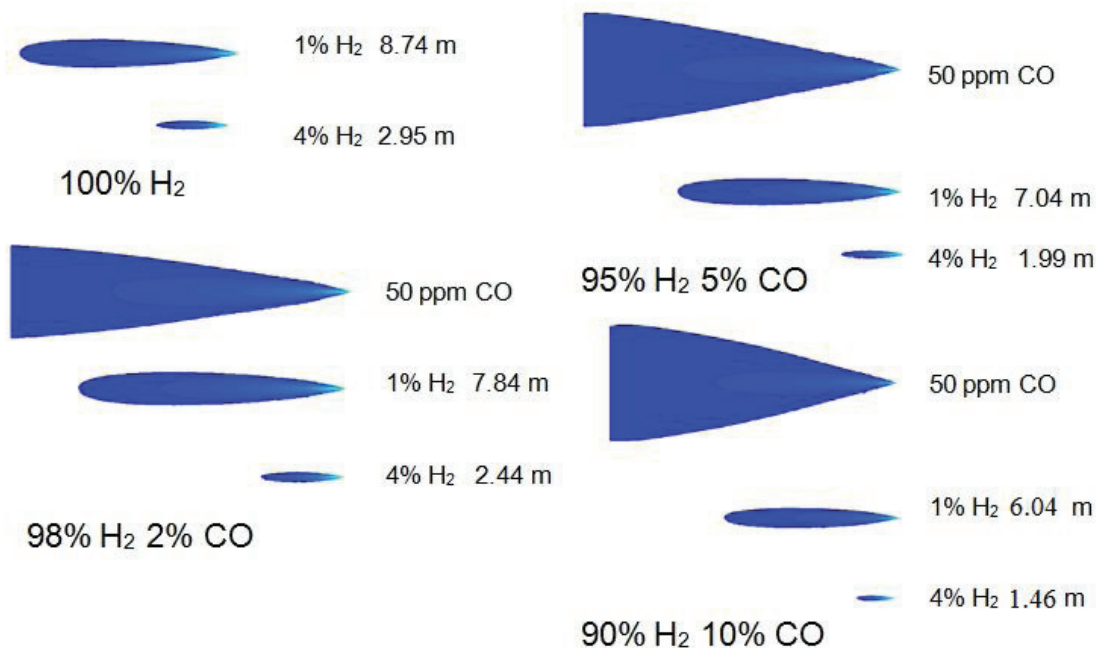 1% H₂ 8.74 m
4% H₂ 2.95 m
100% H₂
50 ppm CO
1% H₂ 7.84 m
4% H₂ 2.44 m
98% H₂ 2% CO
50 ppm CO
1% H₂ 7.04 m
4% H₂ 1.99 m
95% H₂ 5% CO
50 ppm CO
1% H₂ 6.04 m
4% H₂ 1.46 m
90% H₂ 10% CO